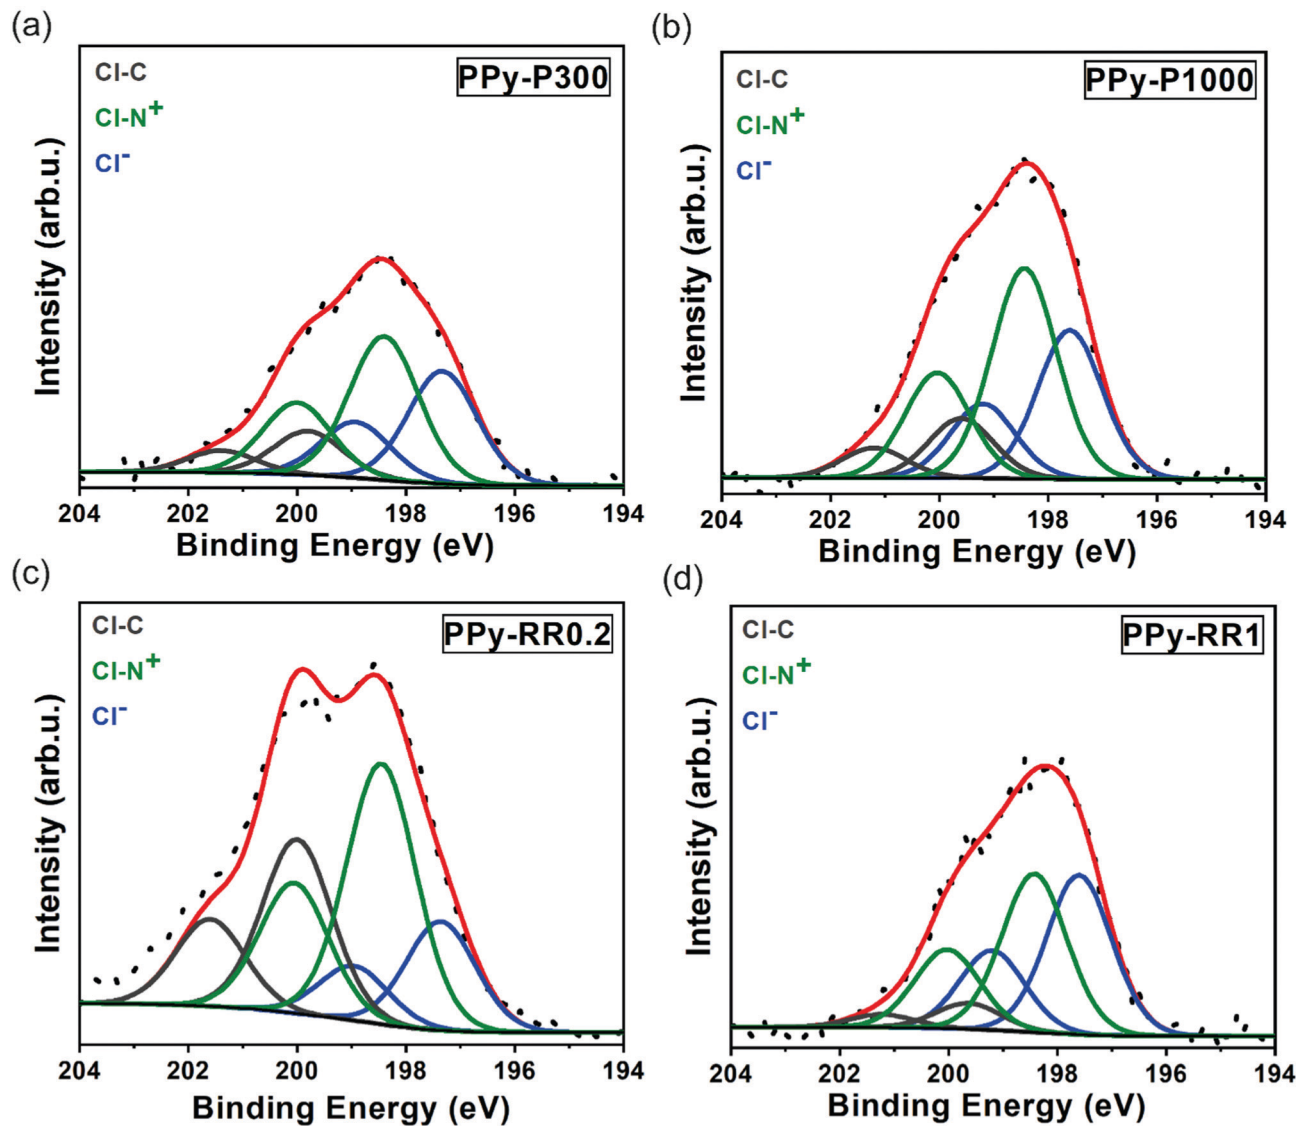 (a)
PPy-P300
Cl-C
Cl-N+
Cl-
Intensity (arb.u.)
204 202 200 198 196 194
Binding Energy (eV)
(b)
PPy-P1000
Cl-C
Cl-N+
Cl-
Intensity (arb.u.)
204 202 200 198 196 194
Binding Energy (eV)
(c)
PPy-RR0.2
Cl-C
Cl-N+
Cl-
Intensity (arb.u.)
204 202 200 198 196 194
Binding Energy (eV)
(d)
PPy-RR1
Cl-C
Cl-N+
Cl-
Intensity (arb.u.)
204 202 200 198 196 194
Binding Energy (eV)